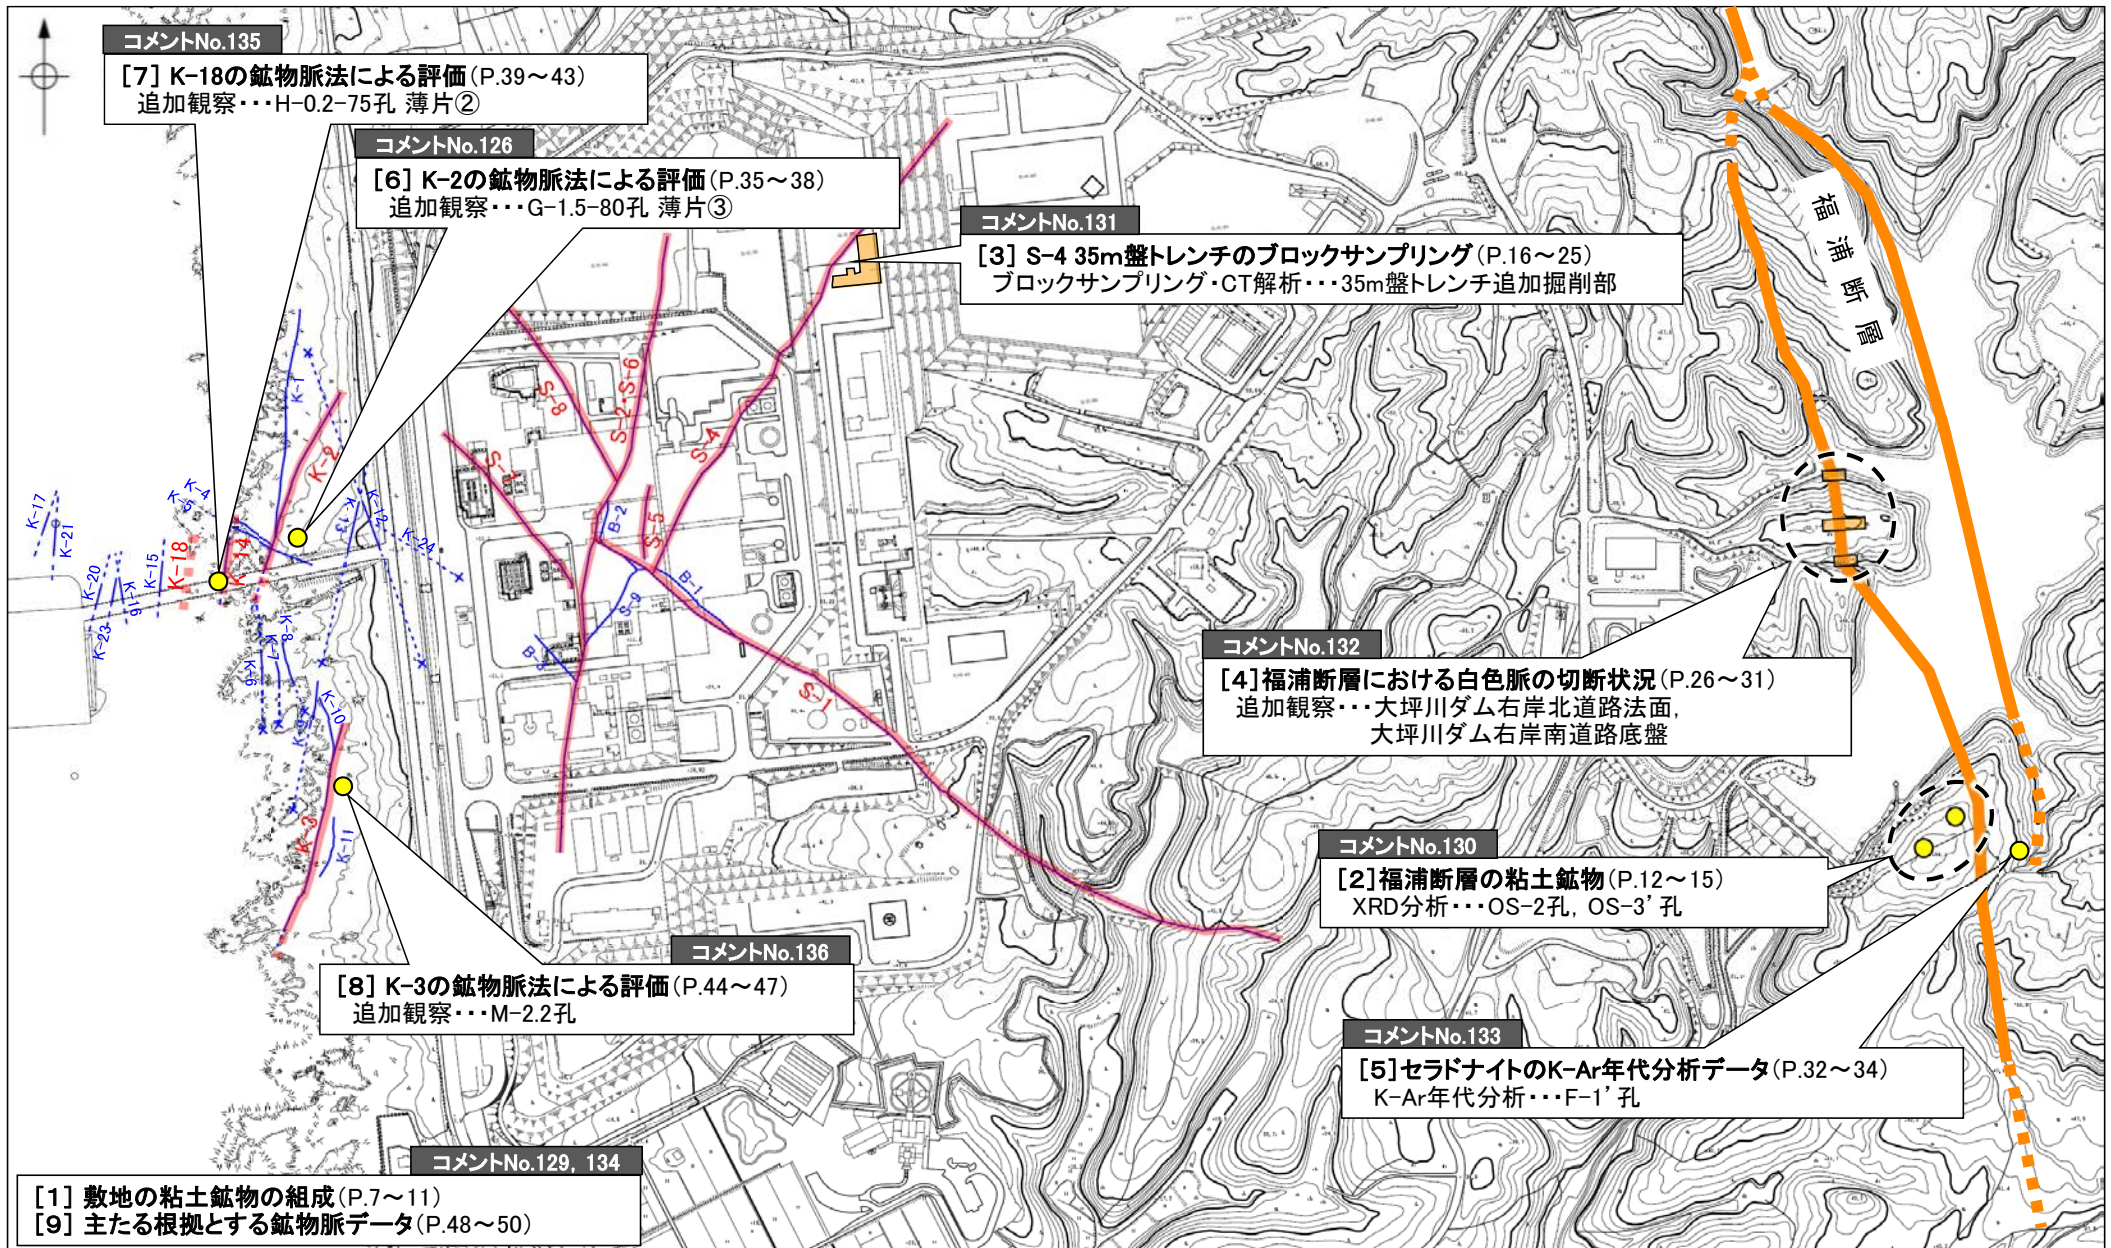 コメントNo.135
[7] K-18の鉱物脈法による評価(P.39～43)
追加観察･･･H-0.2-75孔 薄片②
コメントNo.126
[6] K-2の鉱物脈法による評価(P.35～38)
追加観察･･･G-1.5-80孔 薄片③
コメントNo.131
[3] S-4 35m盤トレンチのブロックサンプリング(P.16～25)
ブロックサンプリング・CT解析･･･35m盤トレンチ追加掘削部
福浦断層
K-1
K-2
S-8
S-2・S-6
S-4
S-7
K-17
K-21
K-4
K-5
K-13
K-12
K-24
B-2
S-5
K-18
K-14
K-15
K-20
K-16
K-23
B-1
S-9
B-3
K-8
K-7
K-6
K-10
S-1
コメントNo.132
[4]福浦断層における白色脈の切断状況(P.26～31)
追加観察･･･大坪川ダム右岸北道路法面,
大坪川ダム右岸南道路底盤
K-3
K-11
コメントNo.130
[2]福浦断層の粘土鉱物(P.12～15)
XRD分析･･･OS-2孔, OS-3’孔
コメントNo.136
[8] K-3の鉱物脈法による評価(P.44～47)
追加観察･･･M-2.2孔
コメントNo.133
[5]セラドナイトのK-Ar年代分析データ(P.32～34)
K-Ar年代分析･･･F-1’孔
コメントNo.129, 134
[1] 敷地の粘土鉱物の組成(P.7～11)
[9] 主たる根拠とする鉱物脈データ(P.48～50)